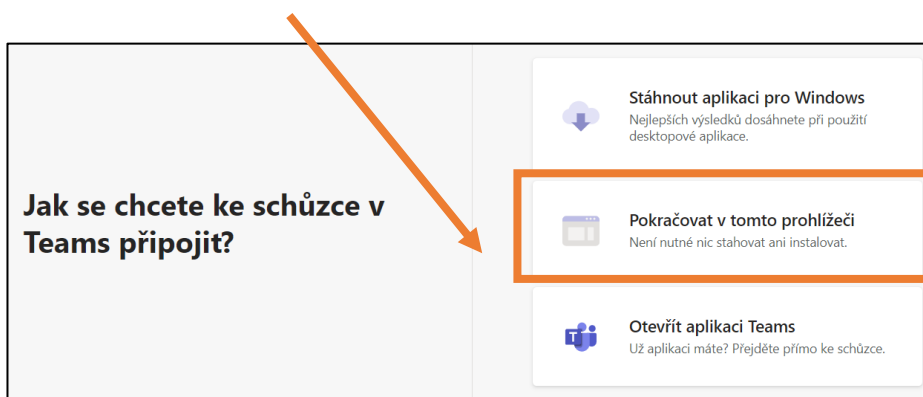 Jak se chcete ke schůzce v
Teams připojit?
Stáhnout aplikaci pro Windows
Nejlepších výsledků dosáhnete při použití
desktopové aplikace.
Pokračovat v tomto prohlížeči
Není nutné nic stahovat ani instalovat.
Otevřít aplikaci Teams
Už aplikaci máte? Přejděte přímo ke schůzce.